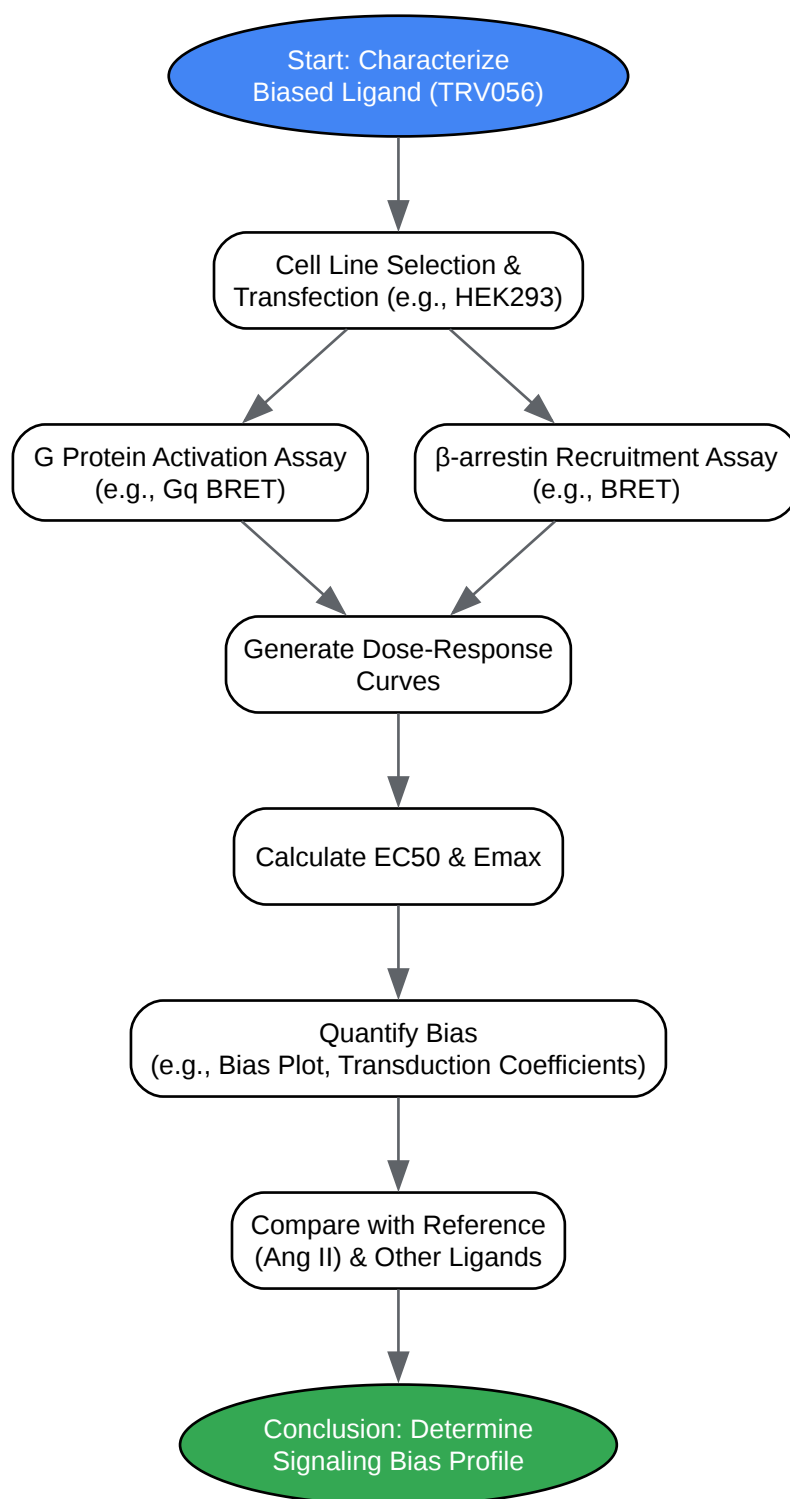 Start: Characterize
Biased Ligand (TRV056)
Cell Line Selection &
Transfection (e.g., HEK293)
G Protein Activation Assay
(e.g., Gq BRET)
β-arrestin Recruitment Assay
(e.g., BRET)
Generate Dose-Response
Curves
Calculate EC50 & Emax
Quantify Bias
(e.g., Bias Plot, Transduction Coefficients)
Compare with Reference
(Ang II) & Other Ligands
Conclusion: Determine
Signaling Bias Profile